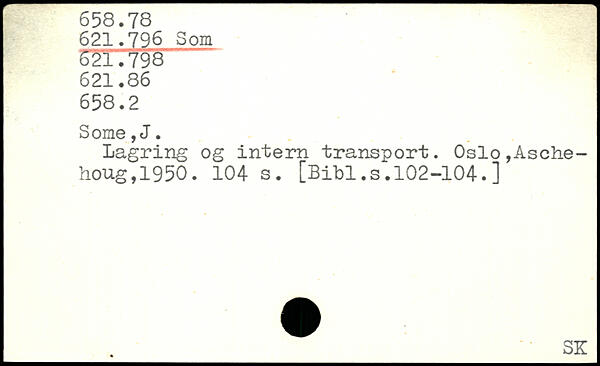 658.78
621.796 Som
621.798
621.86
658.2
Some,J.
Lagring og intern transport. Oslo,Asche-
houg,1950. 104 s. [Bibl.s.102-104.]
SK